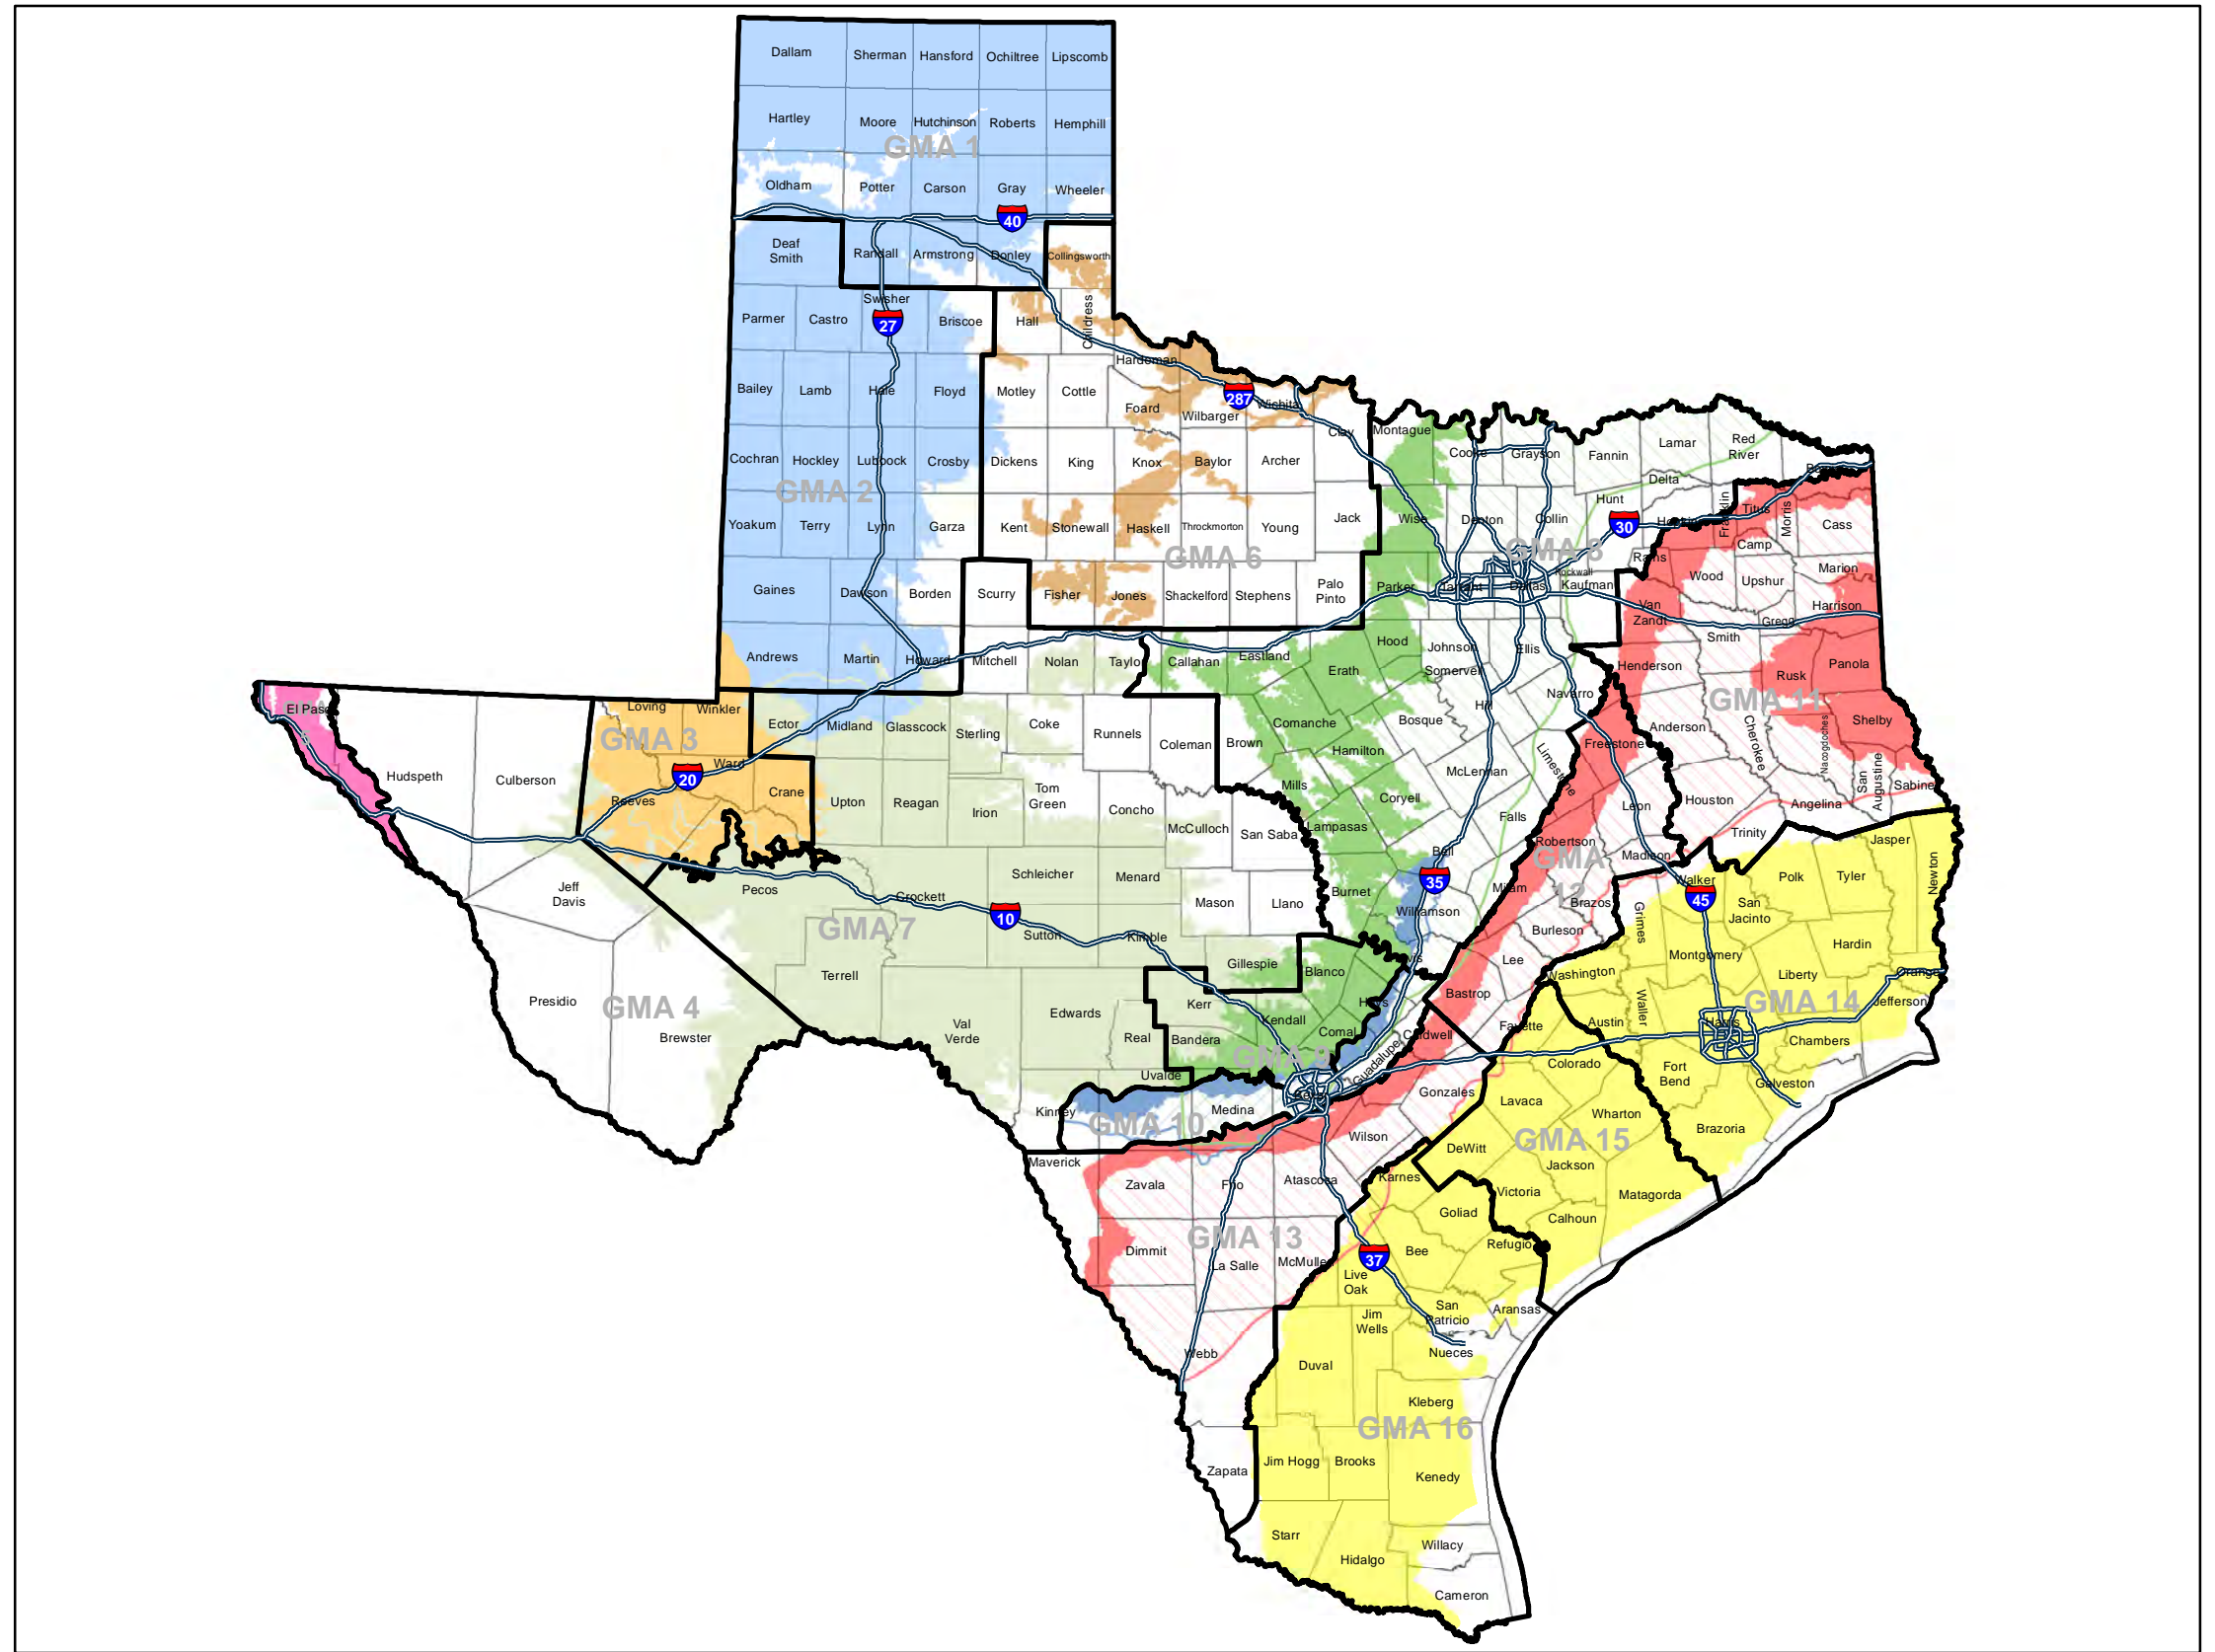 Dallam
Sherman
Hansford
Ochiltree
Lipscomb
Hartley
Moore
Hutchinson
Roberts
Hemphill
GMA 1
Oldham
Potter
Carson
Gray
Wheeler
40
Deaf
Smith
Randall
Armstrong
Donley
Collingsworth
Swisher
Parmer
Castro
27
Briscoe
Hall
Childress
Hardeman
Bailey
Lamb
Hale
Floyd
Motley
Cottle
Foard
Wilbarger
287
Wichita
Clay
Montague
Cooke
Grayson
Fannin
Lamar
Red
River
Cochran
Hockley
Lubbock
Crosby
Dickens
King
Knox
Baylor
Archer
Delta
GMA 2
Yoakum
Terry
Lynn
Garza
Kent
Stonewall
Haskell
Throckmorton
Young
Jack
Wise
Denton
Collin
Hunt
30
Franklin
Titus
Morris
Cass
GMA 6
GMA 8
Camp
Rains
Rockwall
Marion
Gaines
Dawson
Borden
Scurry
Fisher
Jones
Shackelford
Stephens
Palo
Pinto
Parker
Tarrant
Dallas
Kaufman
Wood
Upshur
Van
Zandt
Harrison
Gregg
Smith
Andrews
Martin
Howard
Mitchell
Nolan
Taylo
Callahan
Eastland
Erath
Hood
Johnson
Somervell
Ellis
Henderson
Rusk
Panola
El Paso
Loving
Winkler
Ector
Midland
Glasscock
Sterling
Coke
Runnels
Coleman
Brown
Comanche
Hamilton
Bosque
Hill
Navarro
Freestone
Anderson
Cherokee
GMA 11
Nacogdoches
Shelby
GMA 3
20
Ward
Hudspeth
Culberson
Reeves
Crane
Upton
Reagan
Irion
Tom
Green
Concho
McCulloch
San Saba
Mills
Lampasas
Coryell
McLennan
Limestone
Falls
Leon
Houston
Angelina
San
Augustine
Sabine
Trinity
Jeff
Davis
Pecos
Crockett
Schleicher
Menard
Mason
Llano
Burnet
Bell
35
Williamson
Milam
Robertson
GMA
12
Madison
Brazos
Burleson
Grimes
Walker
45
San
Jacinto
Polk
Tyler
Jasper
Newton
GMA 7
10
Sutton
Kimble
Gillespie
Blanco
Hays
Lee
Washington
Montgomery
Hardin
Liberty
Orange
Jefferson
GMA 14
Presidio
GMA 4
Brewster
Terrell
Val
Verde
Edwards
Real
Kerr
Bandera
Kendall
Comal
GMA 9
Guadalupe
Caldwell
Bastrop
Fayette
Austin
Waller
Harris
Chambers
Galveston
Fort
Bend
Brazoria
Colorado
Lavaca
Wharton
GMA 15
Kinney
Uvalde
Medina
GMA 10
Bexar
Wilson
Gonzales
DeWitt
Jackson
Matagorda
Victoria
Calhoun
Maverick
Zavala
Frio
Atascosa
Karnes
Goliad
Refugio
GMA 13
Dimmit
La Salle
McMulle
37
Bee
Live
Oak
San
Patricio
Aransas
Webb
Duval
Jim
Wells
Nueces
Kleberg
GMA 16
Zapata
Jim Hogg
Brooks
Kenedy
Starr
Hidalgo
Willacy
Cameron